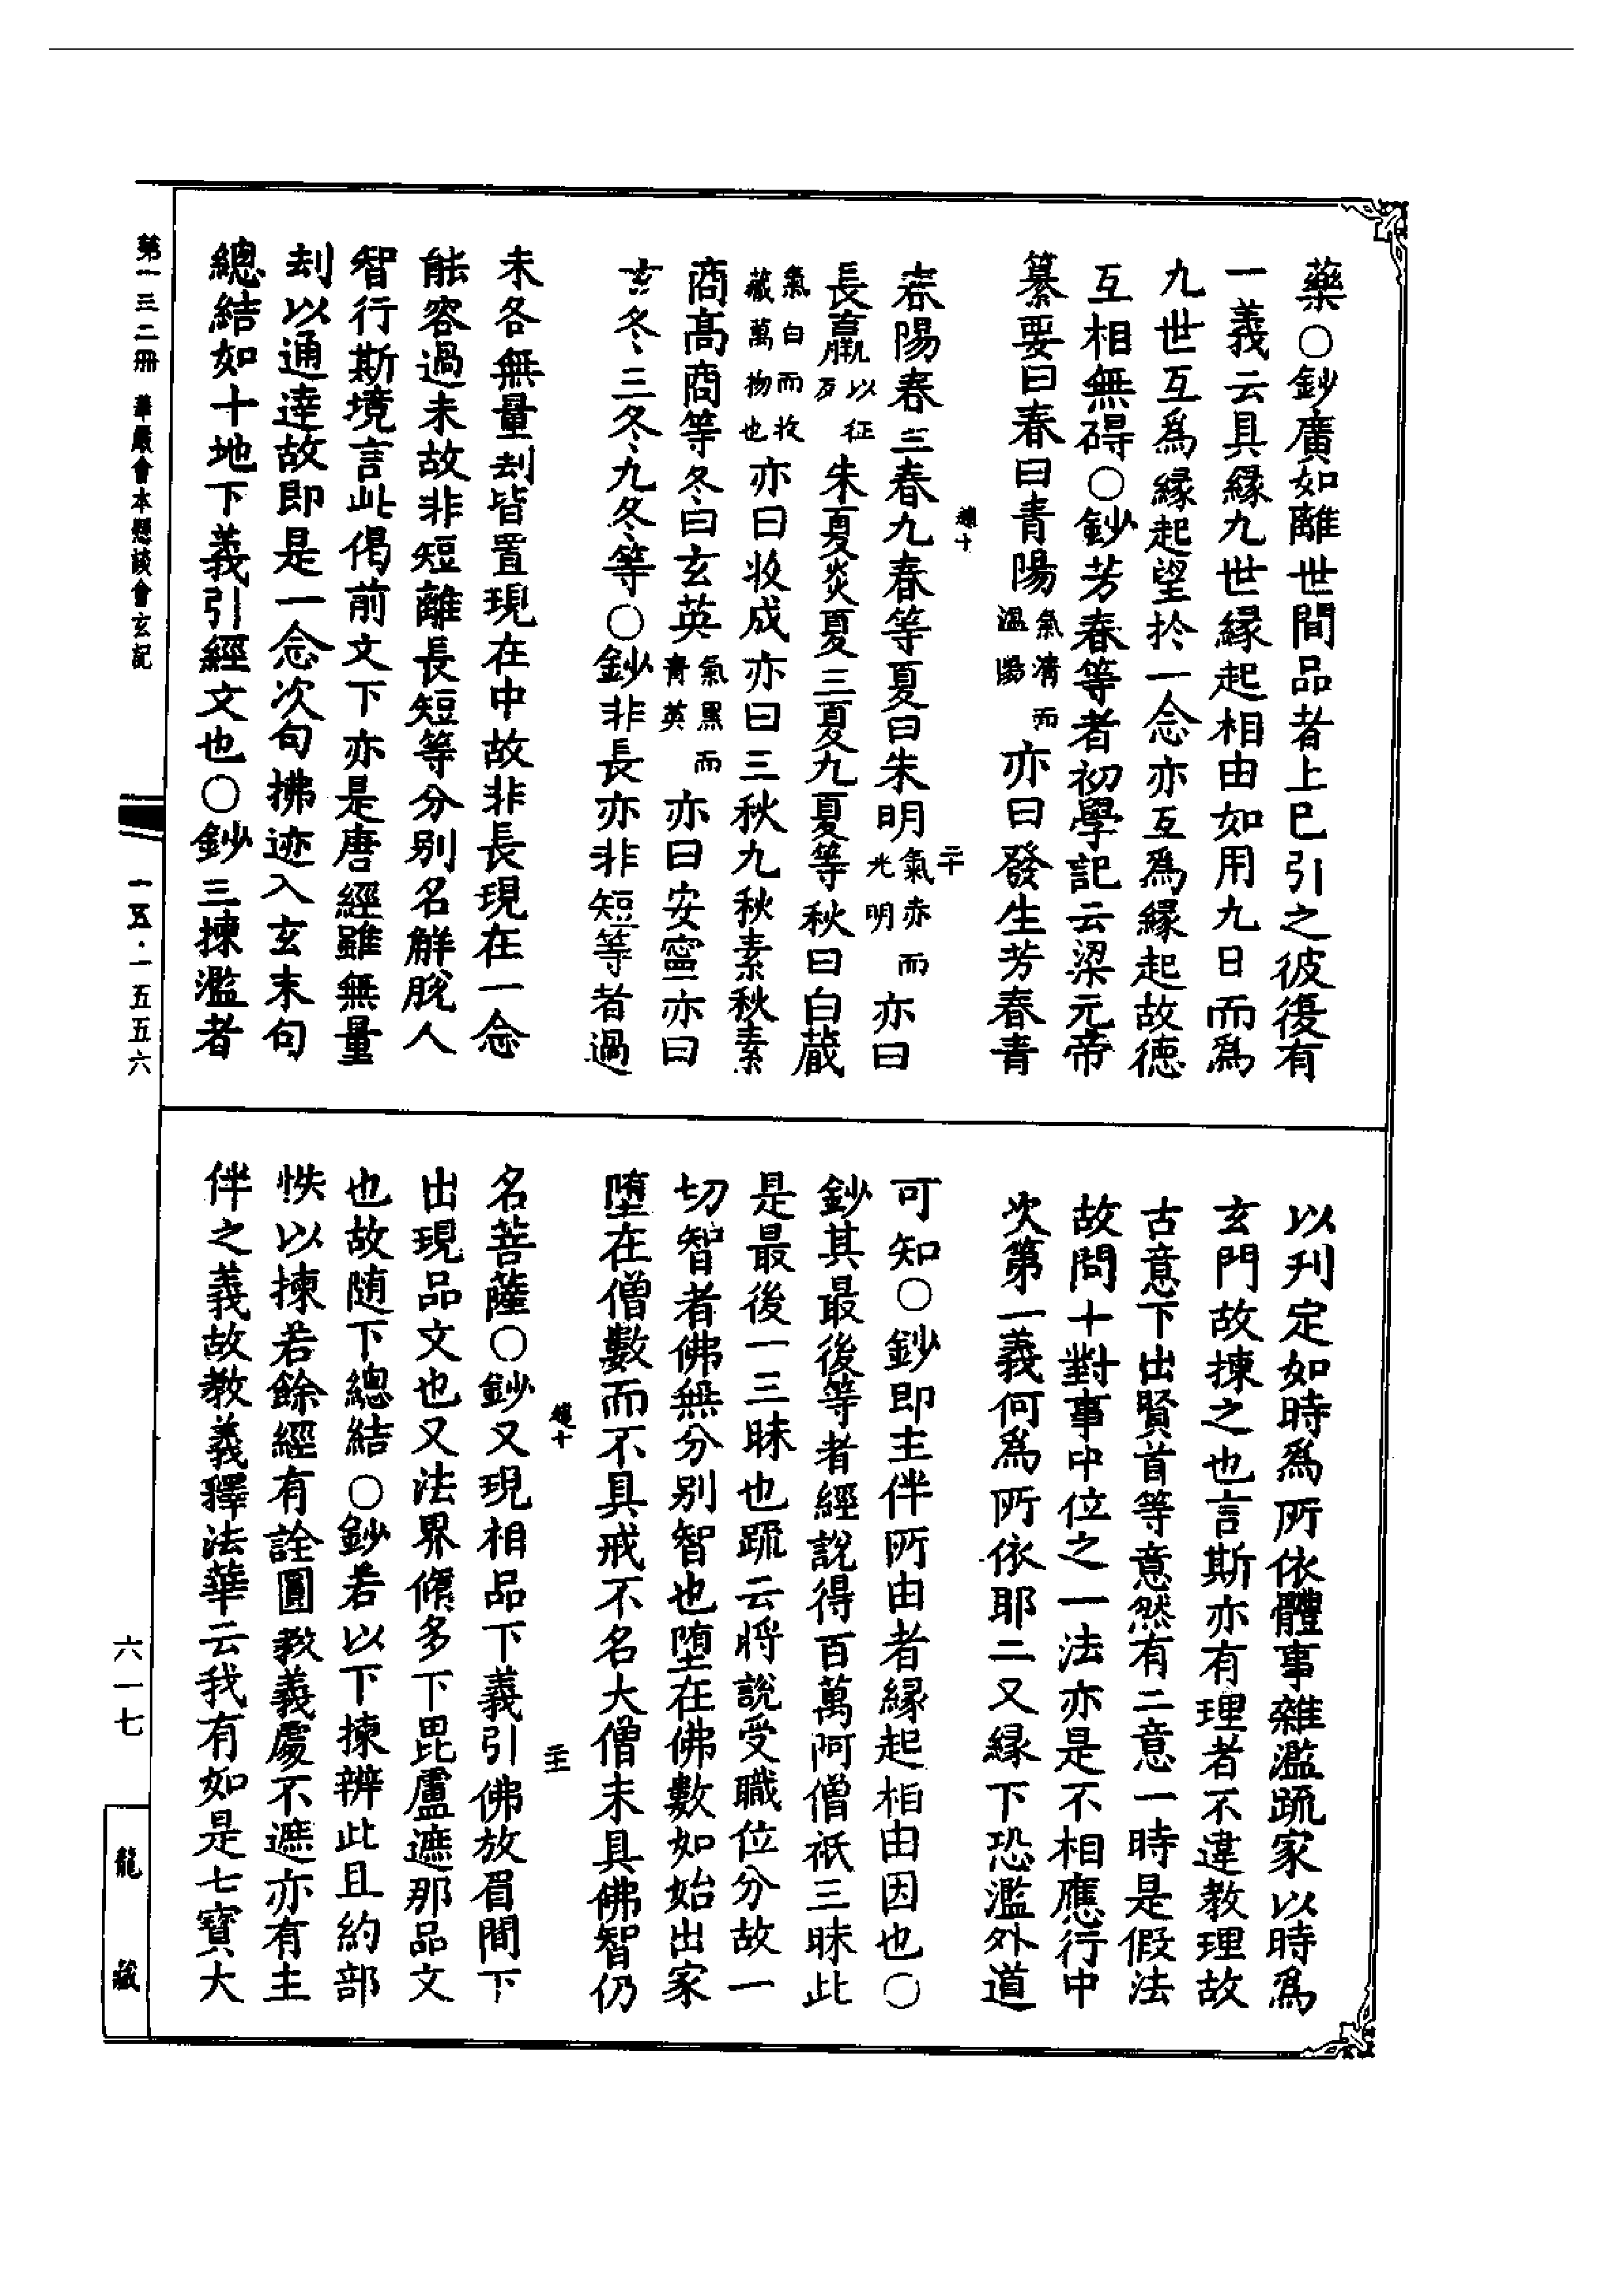 藥○鈔廣如離世間品者上巳引之彼復有
一義云具緣九世緣起相由如用九日而爲
九世互爲緣起望於一念亦互爲緣起故德
互相無碍○鈔芳春等者初學記云梁元帝
纂要曰春曰青陽氣清而溫陽亦曰發生芳春青
春陽春三春九春等夏曰朱明氣赤而光明亦曰
長嬴朱夏炎夏三夏九夏等秋曰白藏
氣白而收藏萬物也亦曰收成亦曰三秋九秋素秋素
商高商等冬曰玄英氣黑而青英亦曰安寧亦曰
玄冬三冬九冬等○鈔非長亦非短等者過
未各無量刦皆置現在中故非長現在一念
能容過未故非短離長短等分别名解脫人
智行斯境言此偈前文下亦是唐經雖無量
刦以通達故即是一念次句拂迹入玄末句
總結如十地下義引經文也○鈔三揀濫者
以刋定如時爲所依體事雜濫疏家以時爲
玄門故揀之也言斯亦有理者不違教理故
古意下出賢首等意然有二意一時是假法
故問十對事中位之一法亦是不相應行中
次第一義何爲所依耶二又緣下恐濫外道
可知○鈔即主伴所由者緣起相由因也○
鈔其最後等者經說得百萬阿僧祇三昧此
是最後一三昧也疏云將說受職位分故一
切智者佛無分别智也墮在佛數如始出家
墮在僧數而不具戒不名大僧未具佛智仍
名菩薩○鈔又現相品下義引佛放眉間下
出現品文也又法界脩多下毘盧遮那品文
也故随下總結○鈔若以下揀辨此且約部
帙以揀若餘經有詮圓教義處不遮亦有主
伴之義故教義釋法華云我有如是七寶大
第一三二冊 華嚴會本懸談會玄記
一五·一五五六
六一七
龍藏